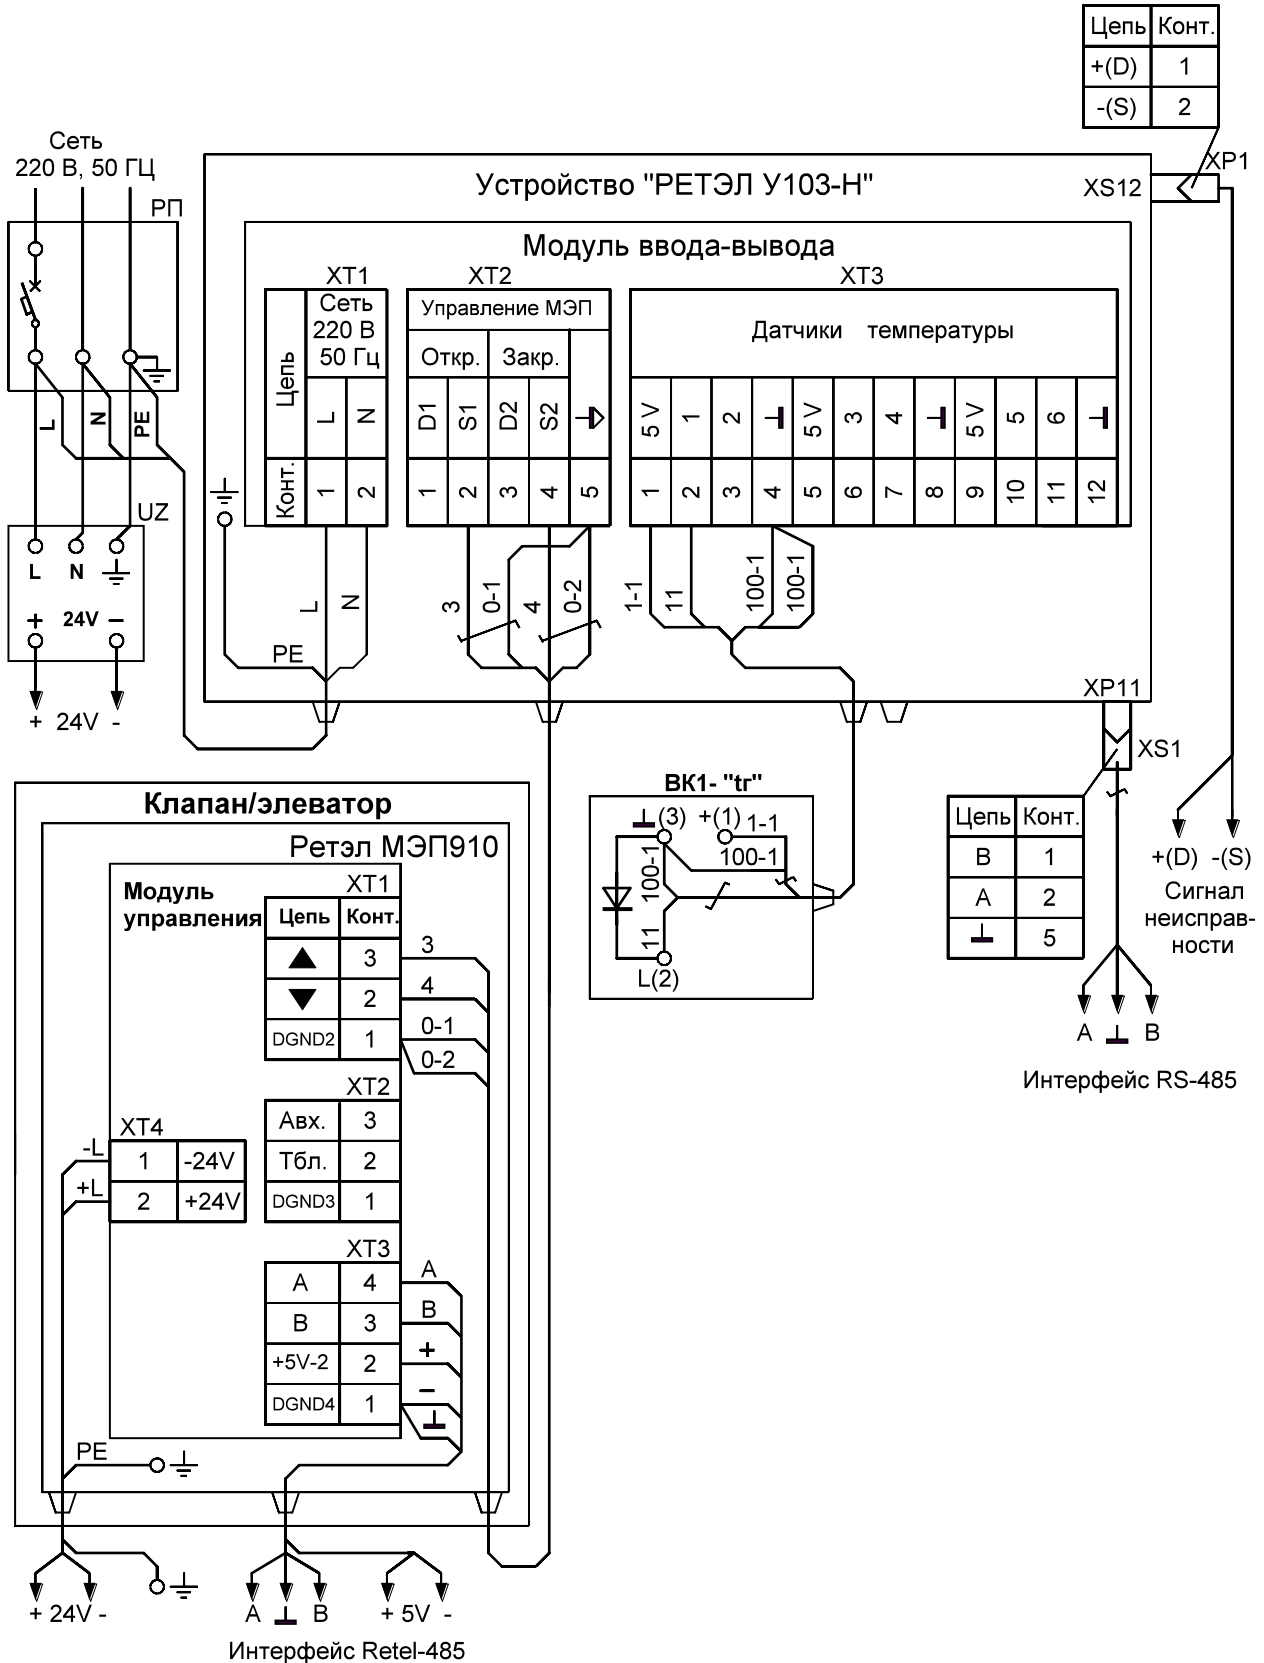 Цепь Конт.
+(D) 1
-(S) 2
XP1
XS12
Сеть
220 В, 50 ГЦ
РП
L N PE
UZ
L N
+ 24V −
+ 24V -
Устройство "РЕТЭЛ У103-Н"
Модуль ввода-вывода
XT1 XT2 XT3
Цепь
Сеть
220 В
50 Гц
L N
Конт. 1 2
Управление МЭП
Откр. Закр.
D1 S1 D2 S2
1 2 3 4 5
Датчики температуры
5 V 1 2 5 V 3 4 5 V 5 6
1 2 3 4 5 6 7 8 9 10 11 12
PE L N
3 0-1 4 0-2
1-1 11 100-1 100-1
XP11
XS1
Цепь Конт.
B 1
A 2
5
A B
Интерфейс RS-485
+(D) -(S)
Сигнал
неисправ-
ности
ВК1- "tг"
(3) +(1) 1-1
100-1 100-1
11
L(2)
Клапан/элеватор
Ретэл МЭП910
Модуль
управления
XT1
Цепь Конт.
3 3
2 4
DGND2 1 0-1
0-2
XT2
Авх. 3
Тбл. 2
DGND3 1
XT4
-L 1 -24V
+L 2 +24V
XT3
A 4 A
B 3 B
+5V-2 2 +
DGND4 1 −
PE
+ 24V -
A B
+ 5V -
Интерфейс Retel-485